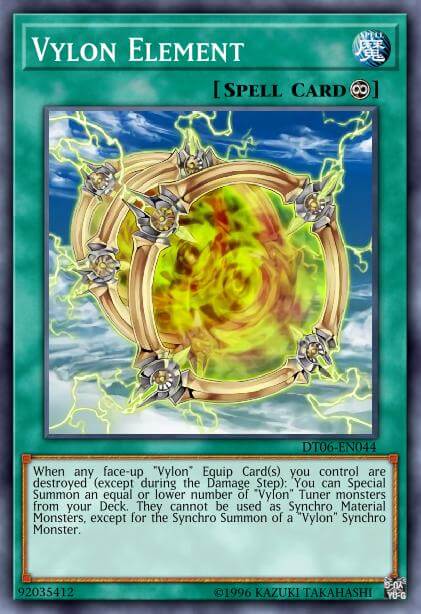 VYLON ELEMENT
SPELL
魔
[SPELL CARD]
DT06-EN044
When any face-up "Vylon" Equip Card(s) you control are
destroyed (except during the Damage Step): You can Special
Summon an equal or lower number of "Vylon" Tuner monsters
from your Deck. They cannot be used as Synchro Material
Monsters, except for the Synchro Summon of a "Vylon" Synchro
Monster.
92035412
©1996 KAZUKI TAKAHASHI